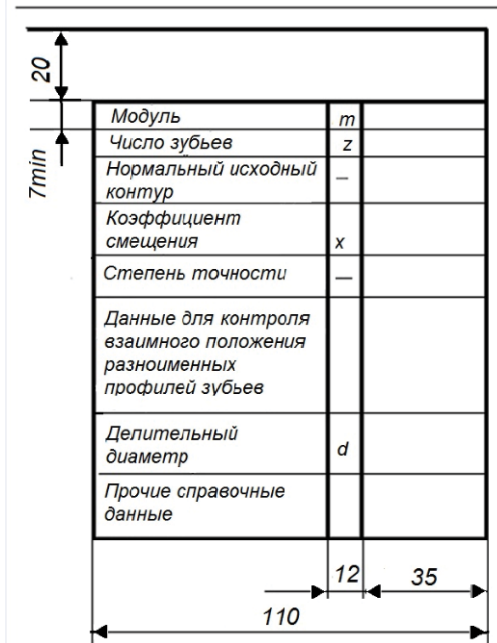 20
7min
Модуль m
Число зубьев z
Нормальный исходный —
контур
Коэффициент
смещения x
Степень точности —
Данные для контроля
взаимного положения
разноименных
профилей зубьев
Делительный
диаметр d
Прочие справочные
данные
12 35
110